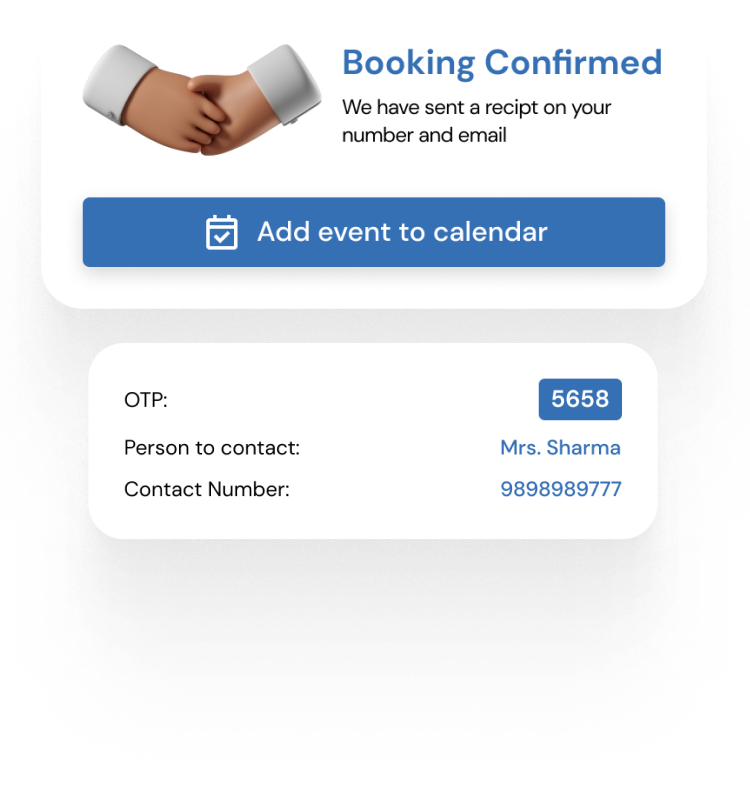 Booking Confirmed
We have sent a recipt on your
number and email
Add event to calendar
OTP: 5658
Person to contact: Mrs. Sharma
Contact Number: 9898989777